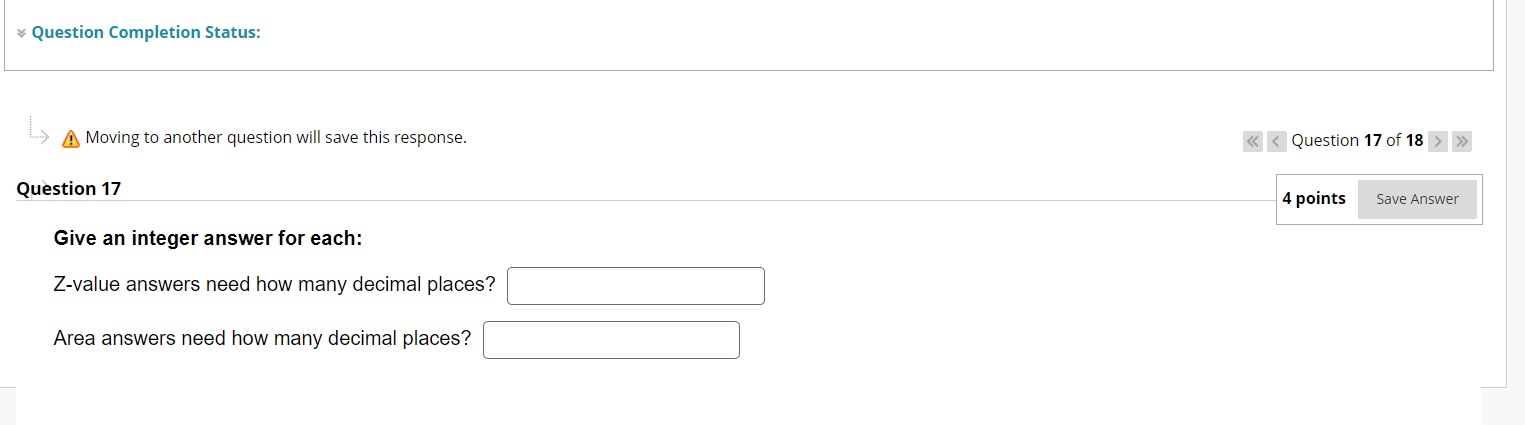 Question Completion Status:
Moving to another question will save this response.
Question 17 of 18
Question 17
4 points
Save Answer
Give an integer answer for each:
Z-value answers need how many decimal places?
Area answers need how many decimal places?